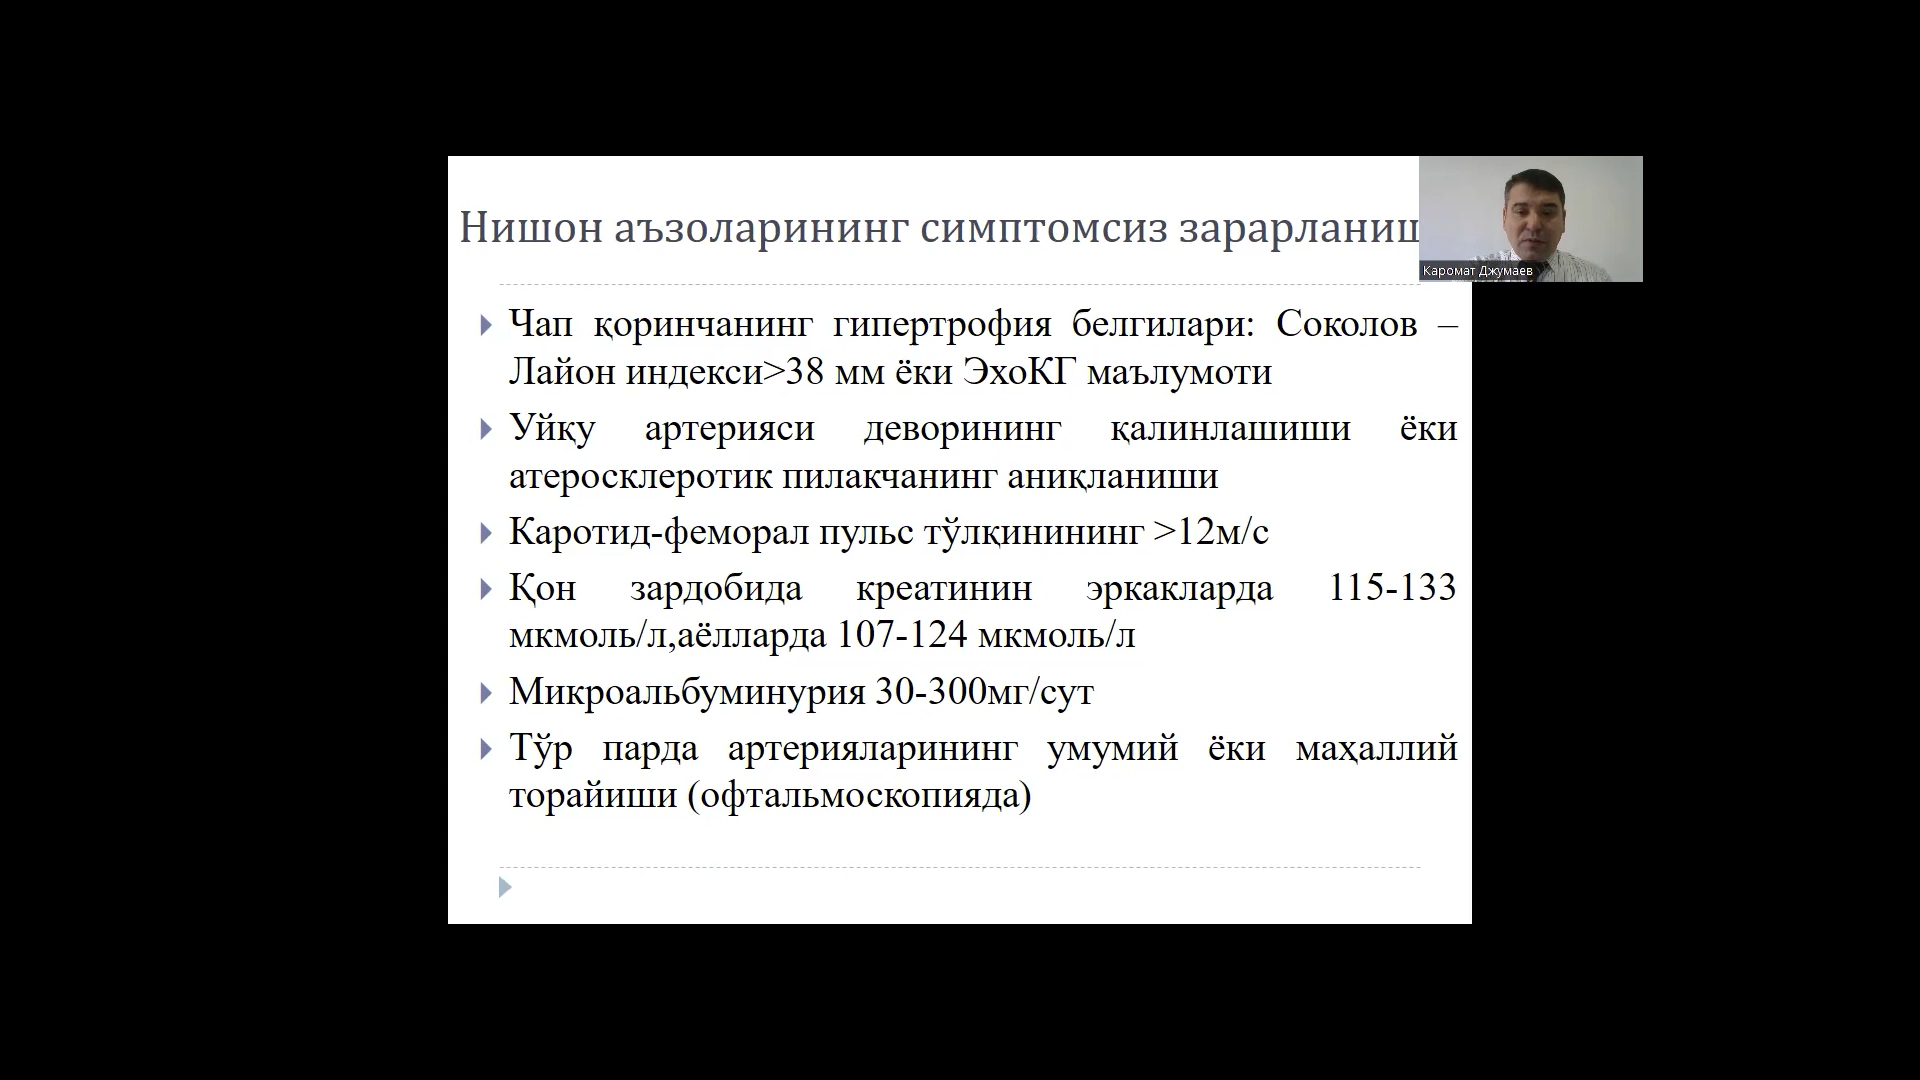 Нишон аъзоларининг симптомсиз зарарланиш
Каромат Джумаев
Чап қоринчанинг гипертрофия белгилари: Соколов –
Лайон индекси>38 мм ёки ЭхоКГ маълумоти
Уйқу артерияси деворининг қалинлашиши ёки
атеросклеротик пилакчанинг аниқланиши
Каротид-феморал пульс тўлқинининг >12м/с
Қон зардобида креатинин эркакларда 115-133
мкмоль/л,аёлларда 107-124 мкмоль/л
Микроальбуминурия 30-300мг/сут
Тўр парда артерияларининг умумий ёки маҳаллий
торайиши (офтальмоскопияда)